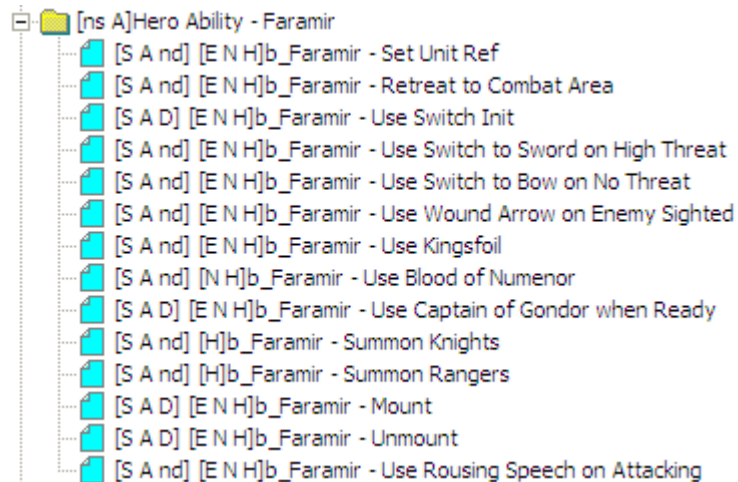 [ns A]Hero Ability - Faramir
[S A nd] [E N H]b_Faramir - Set Unit Ref
[S A nd] [E N H]b_Faramir - Retreat to Combat Area
[S A D] [E N H]b_Faramir - Use Switch Init
[S A nd] [E N H]b_Faramir - Use Switch to Sword on High Threat
[S A nd] [E N H]b_Faramir - Use Switch to Bow on No Threat
[S A nd] [E N H]b_Faramir - Use Wound Arrow on Enemy Sighted
[S A nd] [E N H]b_Faramir - Use Kingsfoil
[S A nd] [N H]b_Faramir - Use Blood of Numenor
[S A D] [E N H]b_Faramir - Use Captain of Gondor when Ready
[S A nd] [H]b_Faramir - Summon Knights
[S A nd] [H]b_Faramir - Summon Rangers
[S A D] [E N H]b_Faramir - Mount
[S A D] [E N H]b_Faramir - Unmount
[S A nd] [E N H]b_Faramir - Use Rousing Speech on Attacking